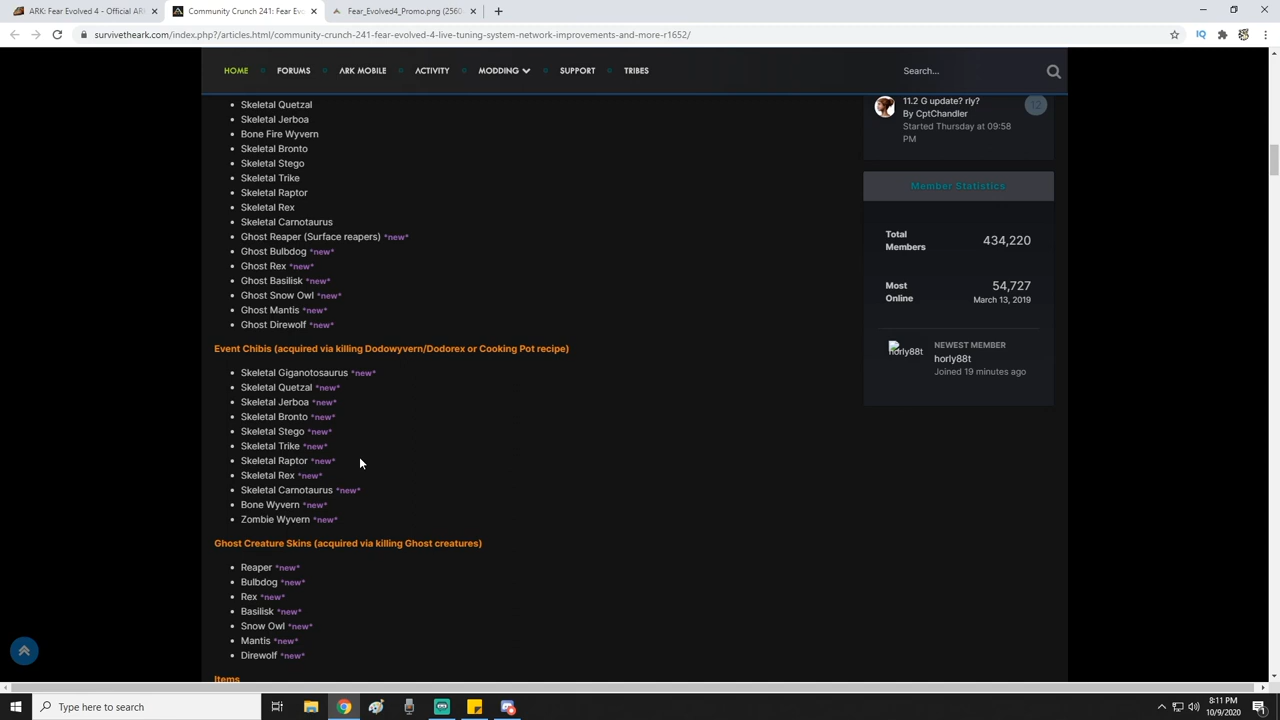 ARK: Fear Evolved 4 - Official AR
Community Crunch 241: Fear Evo
Fear_Evolved4_Promo.png (2560
survivetheark.com/index.php?/articles.html/community-crunch-241-fear-evolved-4-live-tuning-system-network-improvements-and-more-r1652/
IQ
HOME
FORUMS
ARK MOBILE
ACTIVITY
MODDING
SUPPORT
TRIBES
Search...
Skeletal Quetzal
Skeletal Jerboa
Bone Fire Wyvern
Skeletal Bronto
Skeletal Stego
Skeletal Trike
Skeletal Raptor
Skeletal Rex
Skeletal Carnotaurus
Ghost Reaper (Surface reapers) *new*
Ghost Bulbdog *new*
Ghost Rex *new*
Ghost Basilisk *new*
Ghost Snow Owl *new*
Ghost Mantis *new*
Ghost Direwolf *new*
Event Chibis (acquired via killing Dodowyvern/Dodorex or Cooking Pot recipe)
Skeletal Giganotosaurus *new*
Skeletal Quetzal *new*
Skeletal Jerboa *new*
Skeletal Bronto *new*
Skeletal Stego *new*
Skeletal Trike *new*
Skeletal Raptor *new*
Skeletal Rex *new*
Skeletal Carnotaurus *new*
Bone Wyvern *new*
Zombie Wyvern *new*
Ghost Creature Skins (acquired via killing Ghost creatures)
Reaper *new*
Bulbdog *new*
Rex *new*
Basilisk *new*
Snow Owl *new*
Mantis *new*
Direwolf *new*
Items
11.2 G update? rly?
12
By CptChandler
Started Thursday at 09:58
PM
Member Statistics
Total
Members
434,220
Most
Online
54,727
March 13, 2019
horly88t
NEWEST MEMBER
horly88t
Joined 19 minutes ago
Type here to search
8:11 PM
10/9/2020
1